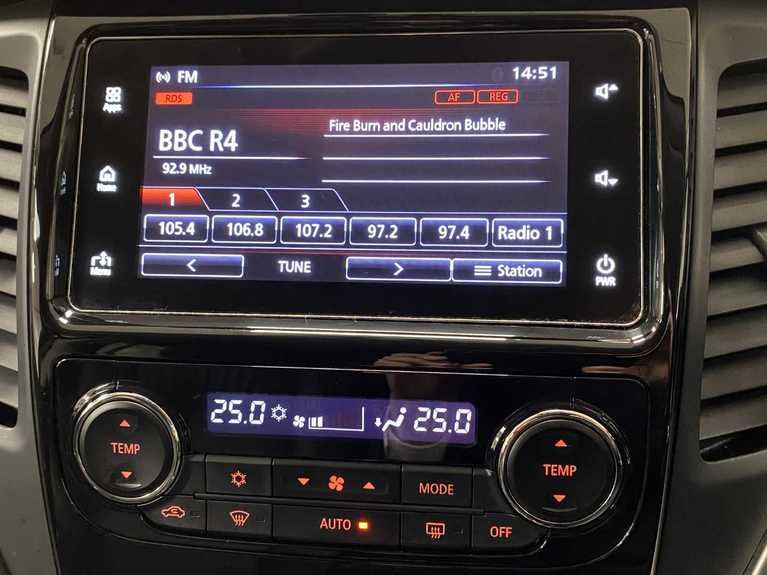 FM 14:51
RDS AF REG
Apps
BBC R4
Fire Burn and Cauldron Bubble
92.9 MHz
Home
1 2 3
105.4 106.8 107.2 97.2 97.4 Radio 1
Menu
< TUNE > Station
PWR
25.0 25.0
TEMP
TEMP
MODE
AUTO
OFF